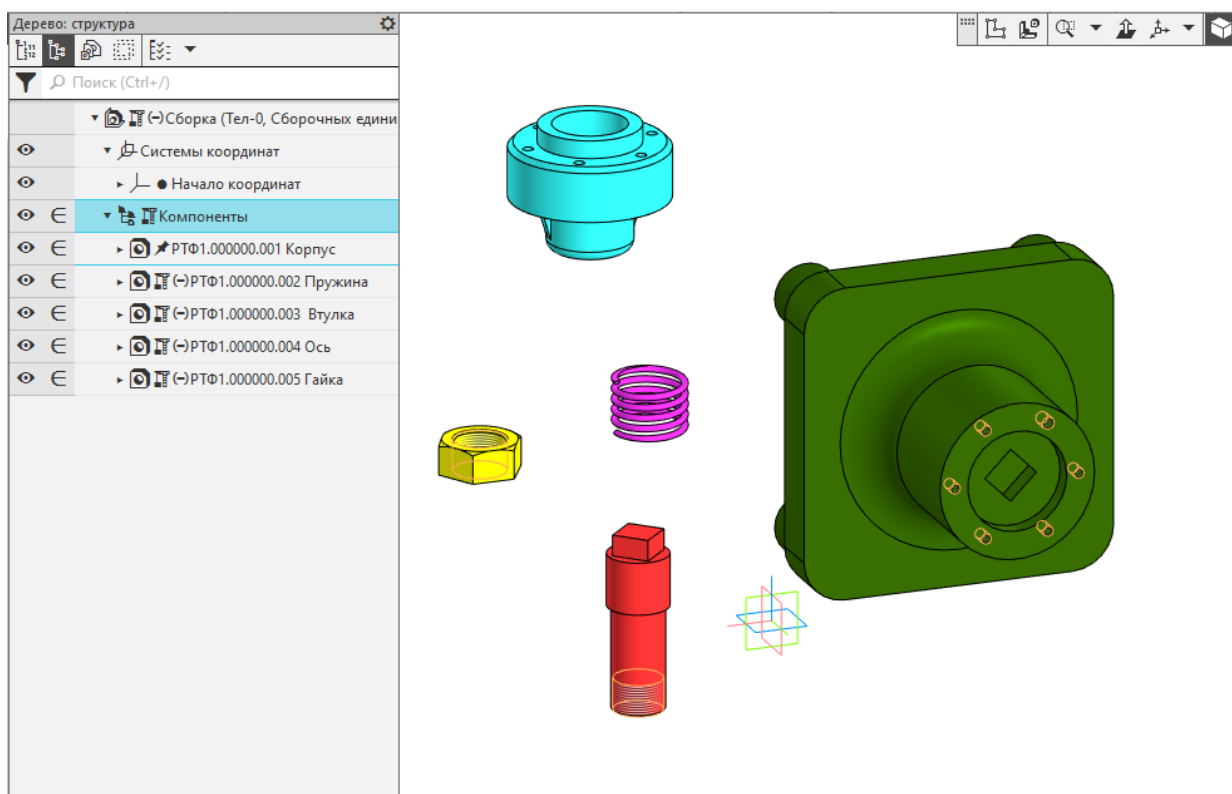 Дерево: структура
Поиск (Ctrl+/)
(-)Сборка (Тел-0, Сборочных едини
Системы координат
Начало координат
Компоненты
РТФ1.000000.001 Корпус
(-)РТФ1.000000.002 Пружина
(-)РТФ1.000000.003 Втулка
(-)РТФ1.000000.004 Ось
(-)РТФ1.000000.005 Гайка